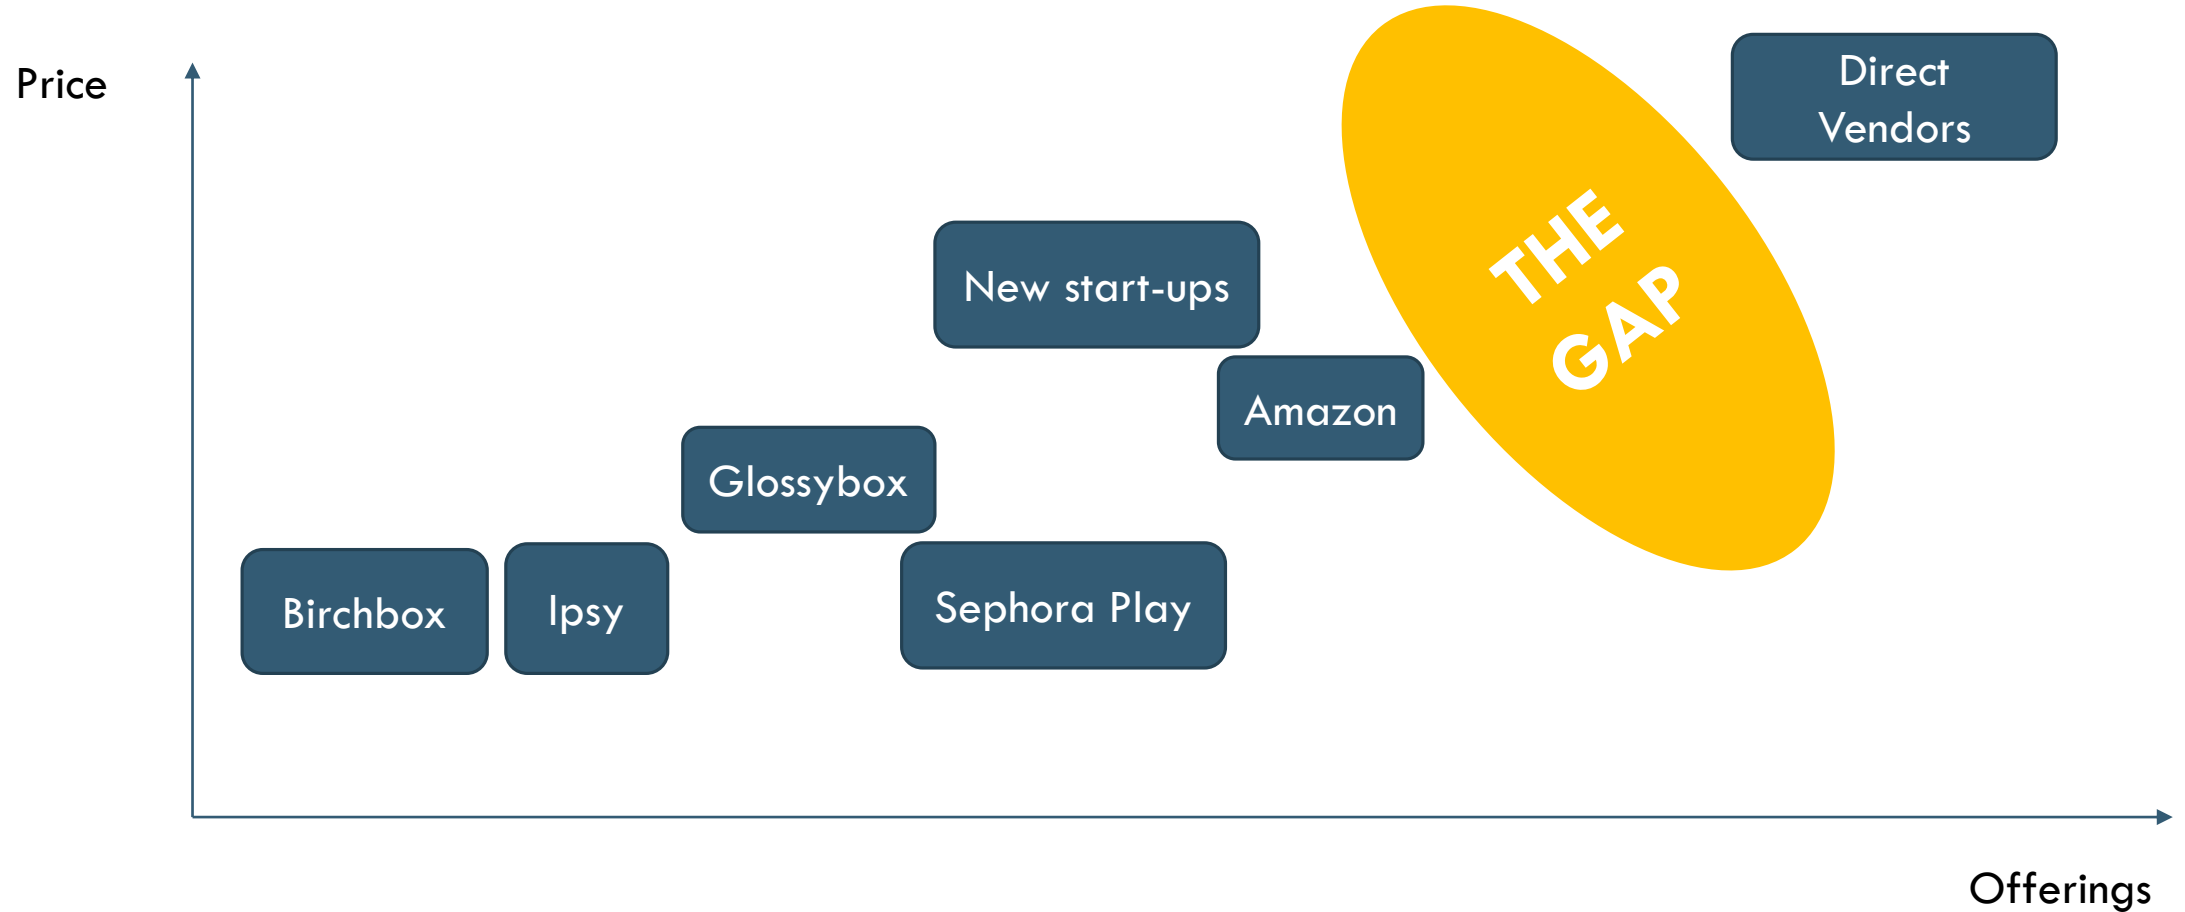 Price
Direct
Vendors
THE
GAP
New start-ups
Amazon
Glossybox
Birchbox
Ipsy
Sephora Play
Offerings